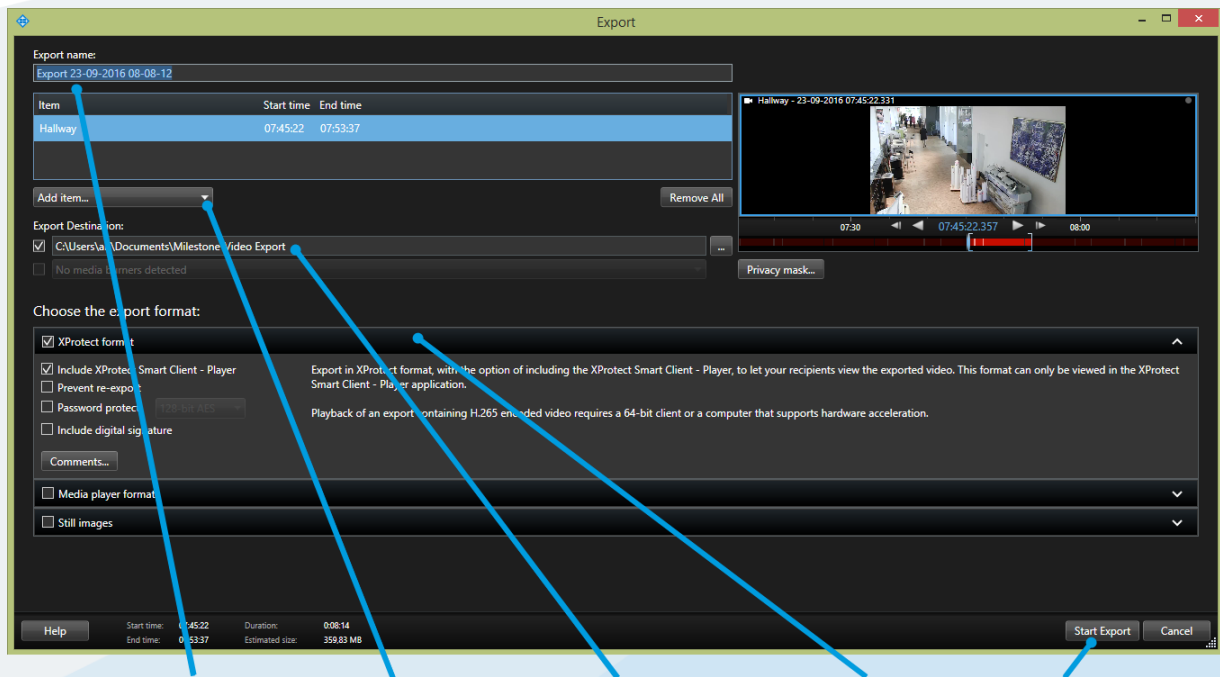 Export
Export name:
Export 23-09-2016 08-08-12
Item Start time End time
Hallway 07:45:22 07:53:37
Add item... Remove All
Hallway - 23-09-2016 07:45:22.331
07:30 07:45:22.357 08:00
Privacy mask...
Export Destination:
C:\Users\ \Documents\Milestone Video Export ...
No media burners detected
Choose the export format:
XProtect format
Include XProtect Smart Client - Player
Prevent re-export
Password protect 128-bit AES
Include digital signature
Comments...
Export in XProtect format, with the option of including the XProtect Smart Client - Player, to let your recipients view the exported video. This format can only be viewed in the XProtect
Smart Client - Player application.
Playback of an export containing H.265 encoded video requires a 64-bit client or a computer that supports hardware acceleration.
Media player format
Still images
Help
Start time: 07:45:22 Duration: 0:08:14
End time: 07:53:37 Estimated size: 359,83 MB
Start Export Cancel